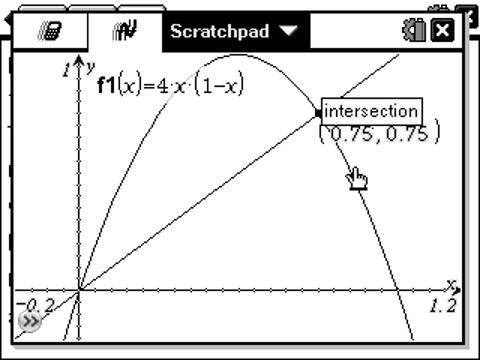 Scratchpad
1 y
f1(x)=4·x·(1−x)
intersection
(0.75, 0.75)
x
-0.2
1.2